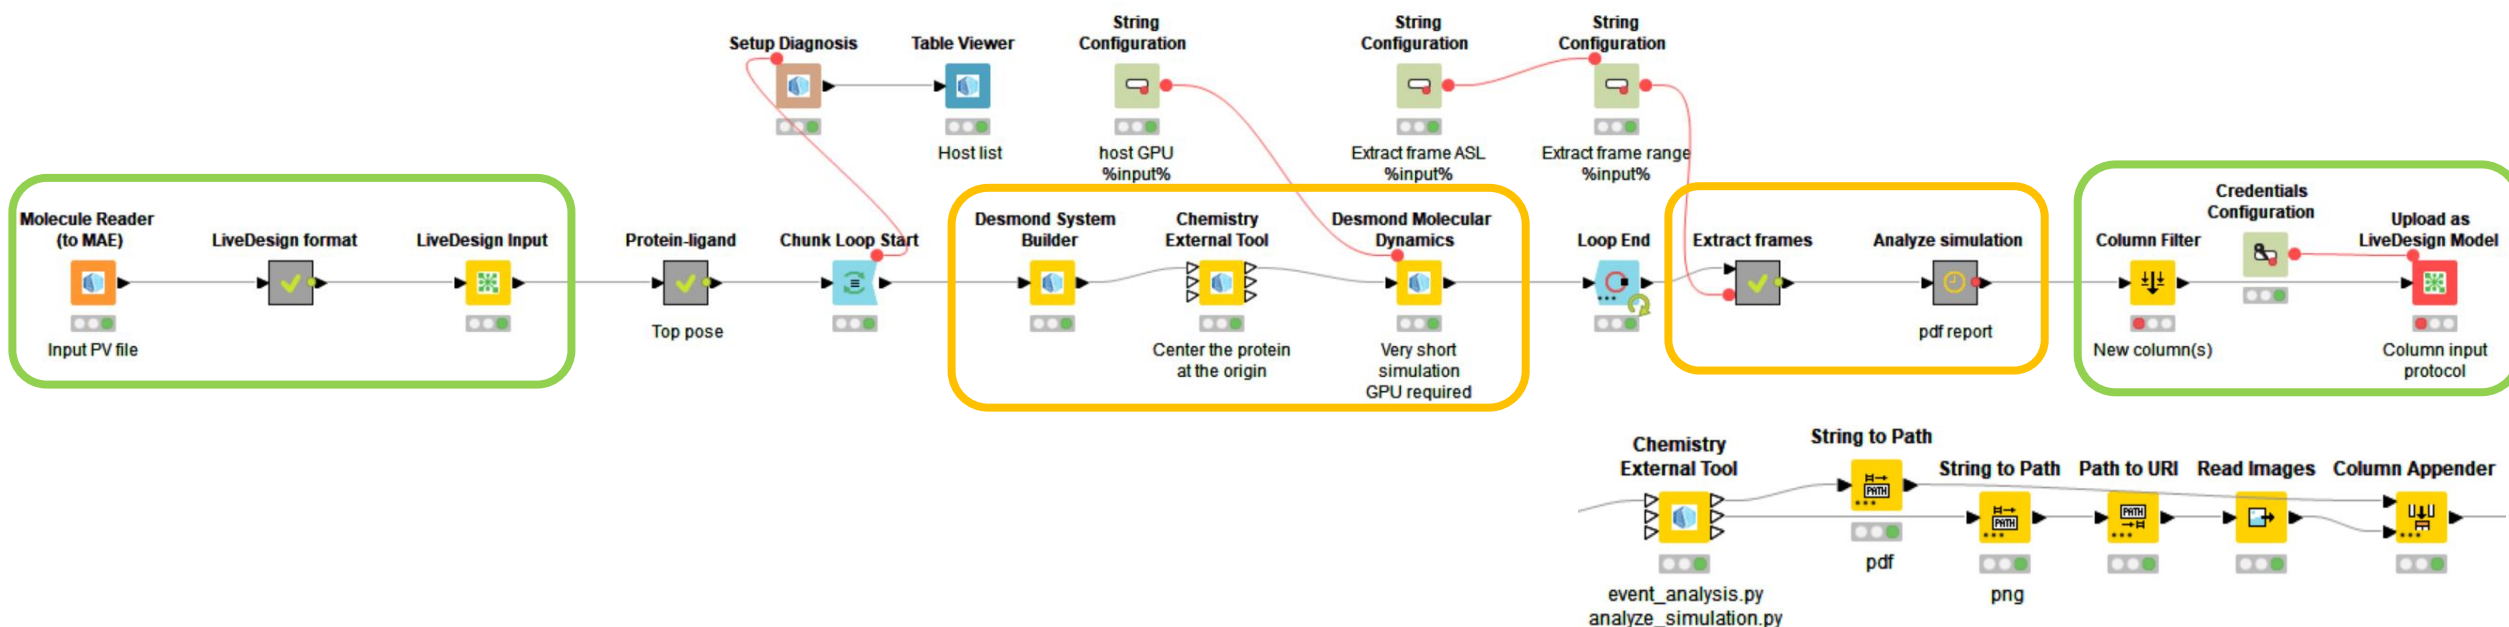 String
Configuration
String
Configuration
String
Configuration
Setup Diagnosis
Table Viewer
Host list
host GPU
%input%
Extract frame ASL
%input%
Extract frame range
%input%
Molecule Reader
(to MAE)
Input PV file
LiveDesign format
LiveDesign Input
Protein-ligand
Top pose
Chunk Loop Start
Desmond System
Builder
Chemistry
External Tool
Center the protein
at the origin
Desmond Molecular
Dynamics
Very short
simulation
GPU required
Loop End
Extract frames
Analyze simulation
pdf report
Column Filter
New column(s)
Credentials
Configuration
Upload as
LiveDesign Model
Column input
protocol
Chemistry
External Tool
event_analysis.py
analyze_simulation.py
String to Path
PATH
pdf
String to Path
PATH
png
Path to URI
PATH
Read Images
Column Appender